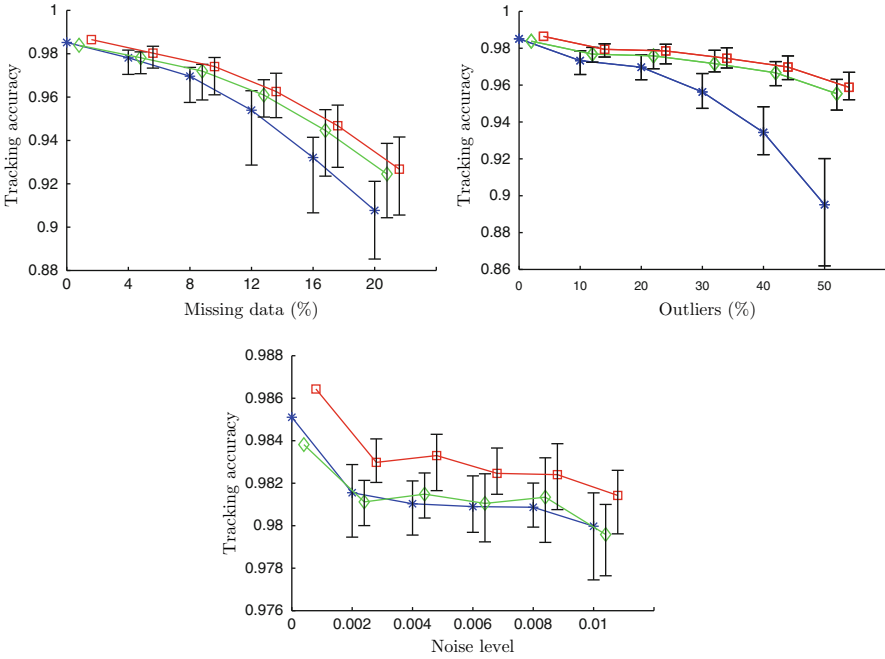 1
0.98
0.96
0.94
0.92
0.9
0.88
0 4 8 12 16 20
Tracking accuracy
Missing data (%)
1
0.98
0.96
0.94
0.92
0.9
0.88
0.86
0 10 20 30 40 50
Tracking accuracy
Outliers (%)
0.988
0.986
0.984
0.982
0.98
0.978
0.976
0 0.002 0.004 0.006 0.008 0.01
Tracking accuracy
Noise level